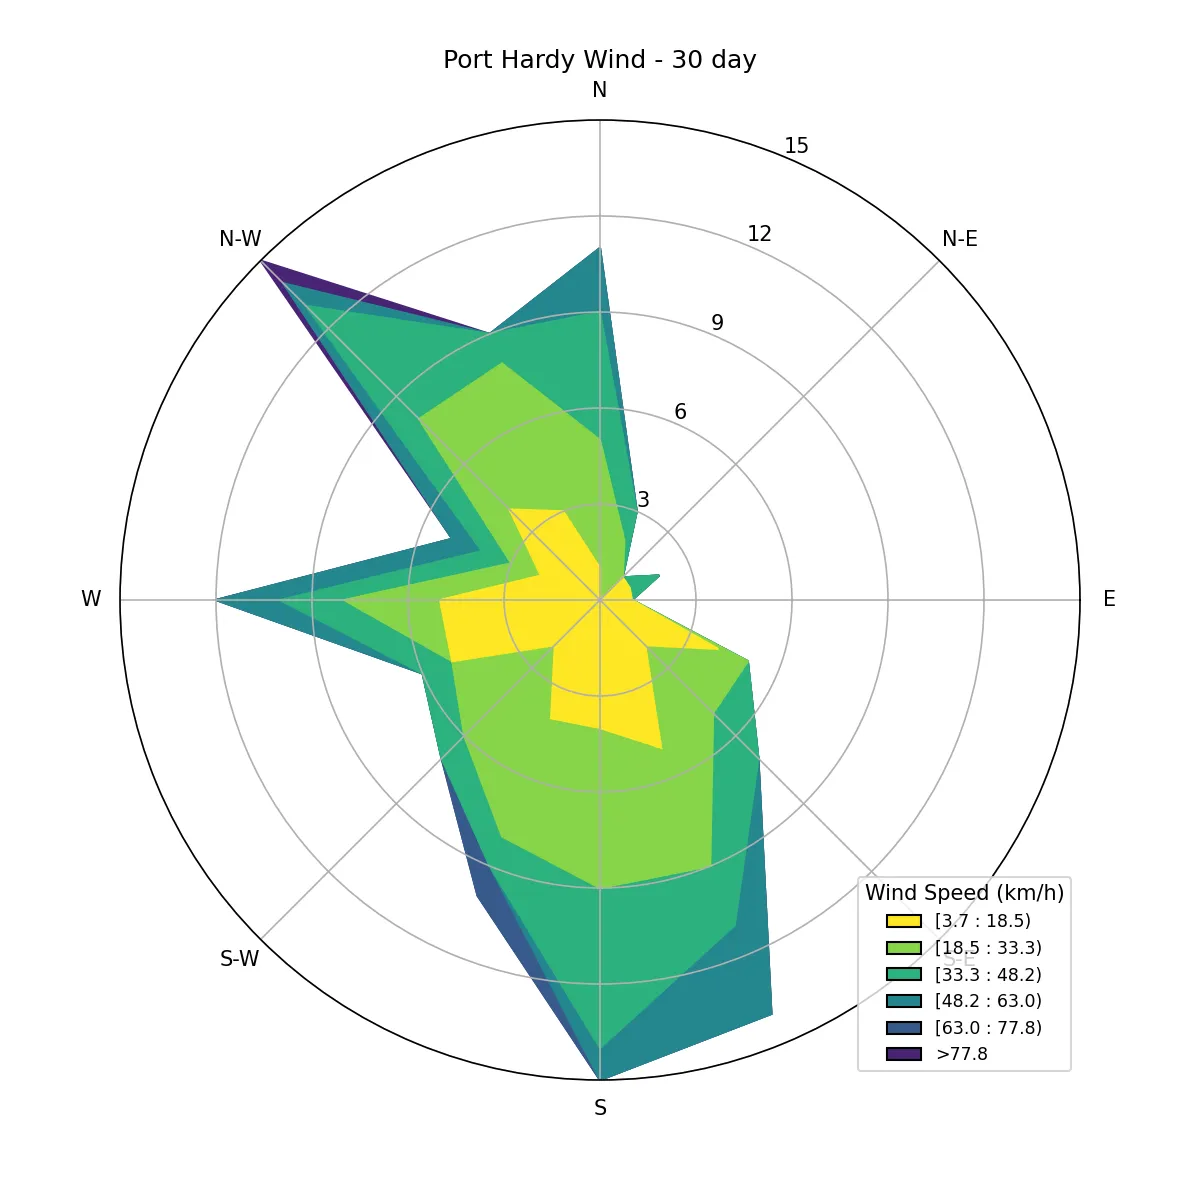 Port Hardy Wind - 30 day
N
15
N-W
12
N-E
9
6
3
W
E
Wind Speed (km/h)
[3.7 : 18.5)
[18.5 : 33.3)
S-W
S-E
[33.3 : 48.2)
[48.2 : 63.0)
[63.0 : 77.8)
>77.8
S